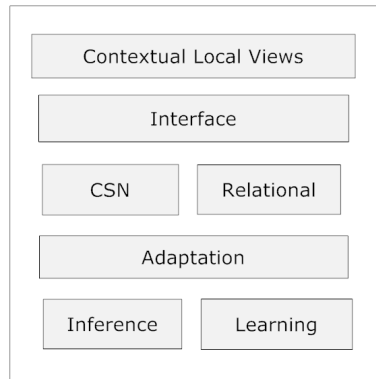 Contextual Local Views
Interface
CSN
Relational
Adaptation
Inference
Learning